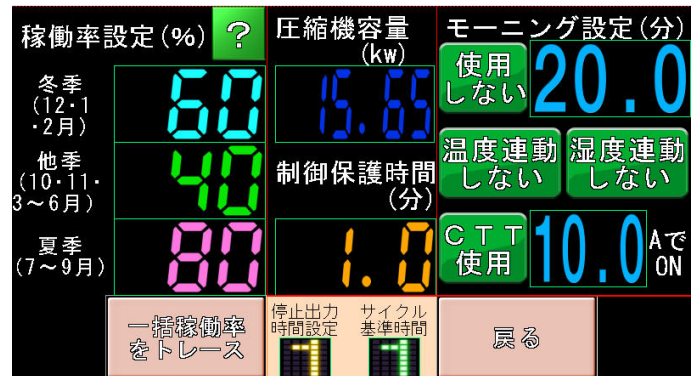 稼働率設定(%)
?
冬季
(12・1
・2月)
60
他季
(10・11・
3～6月)
40
夏季
(7～9月)
80
圧縮機容量
(kw)
15.65
制御保護時間
(分)
1.0
モーニング設定(分)
使用
しない
20.0
温度連動
しない
湿度連動
しない
CTT
使用
10.0
Aで
ON
一括稼働率
をトレース
停止出力
時間設定
サイクル
基準時間
戻る